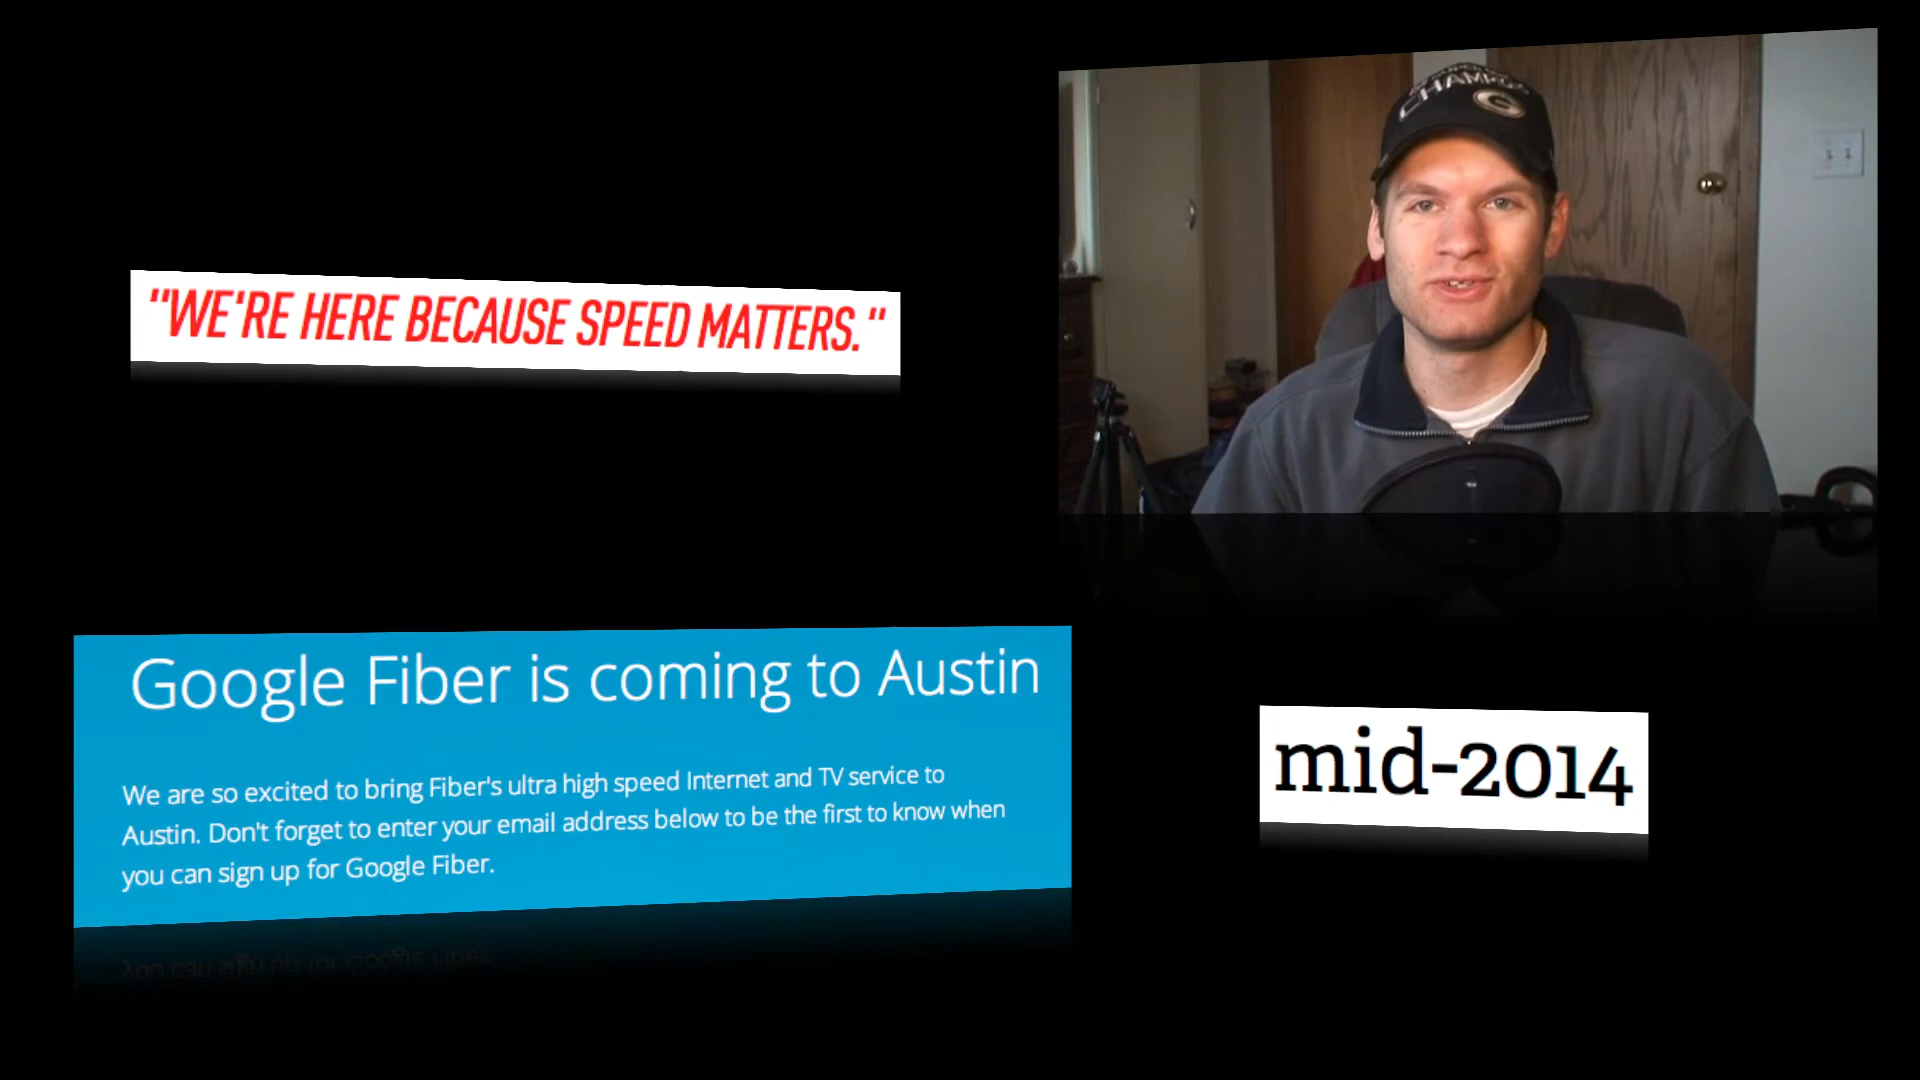 CHAMPIONS
G
"WE'RE HERE BECAUSE SPEED MATTERS."
Google Fiber is coming to Austin
We are so excited to bring Fiber's ultra high speed Internet and TV service to
Austin. Don't forget to enter your email address below to be the first to know when
you can sign up for Google Fiber.
mid-2014